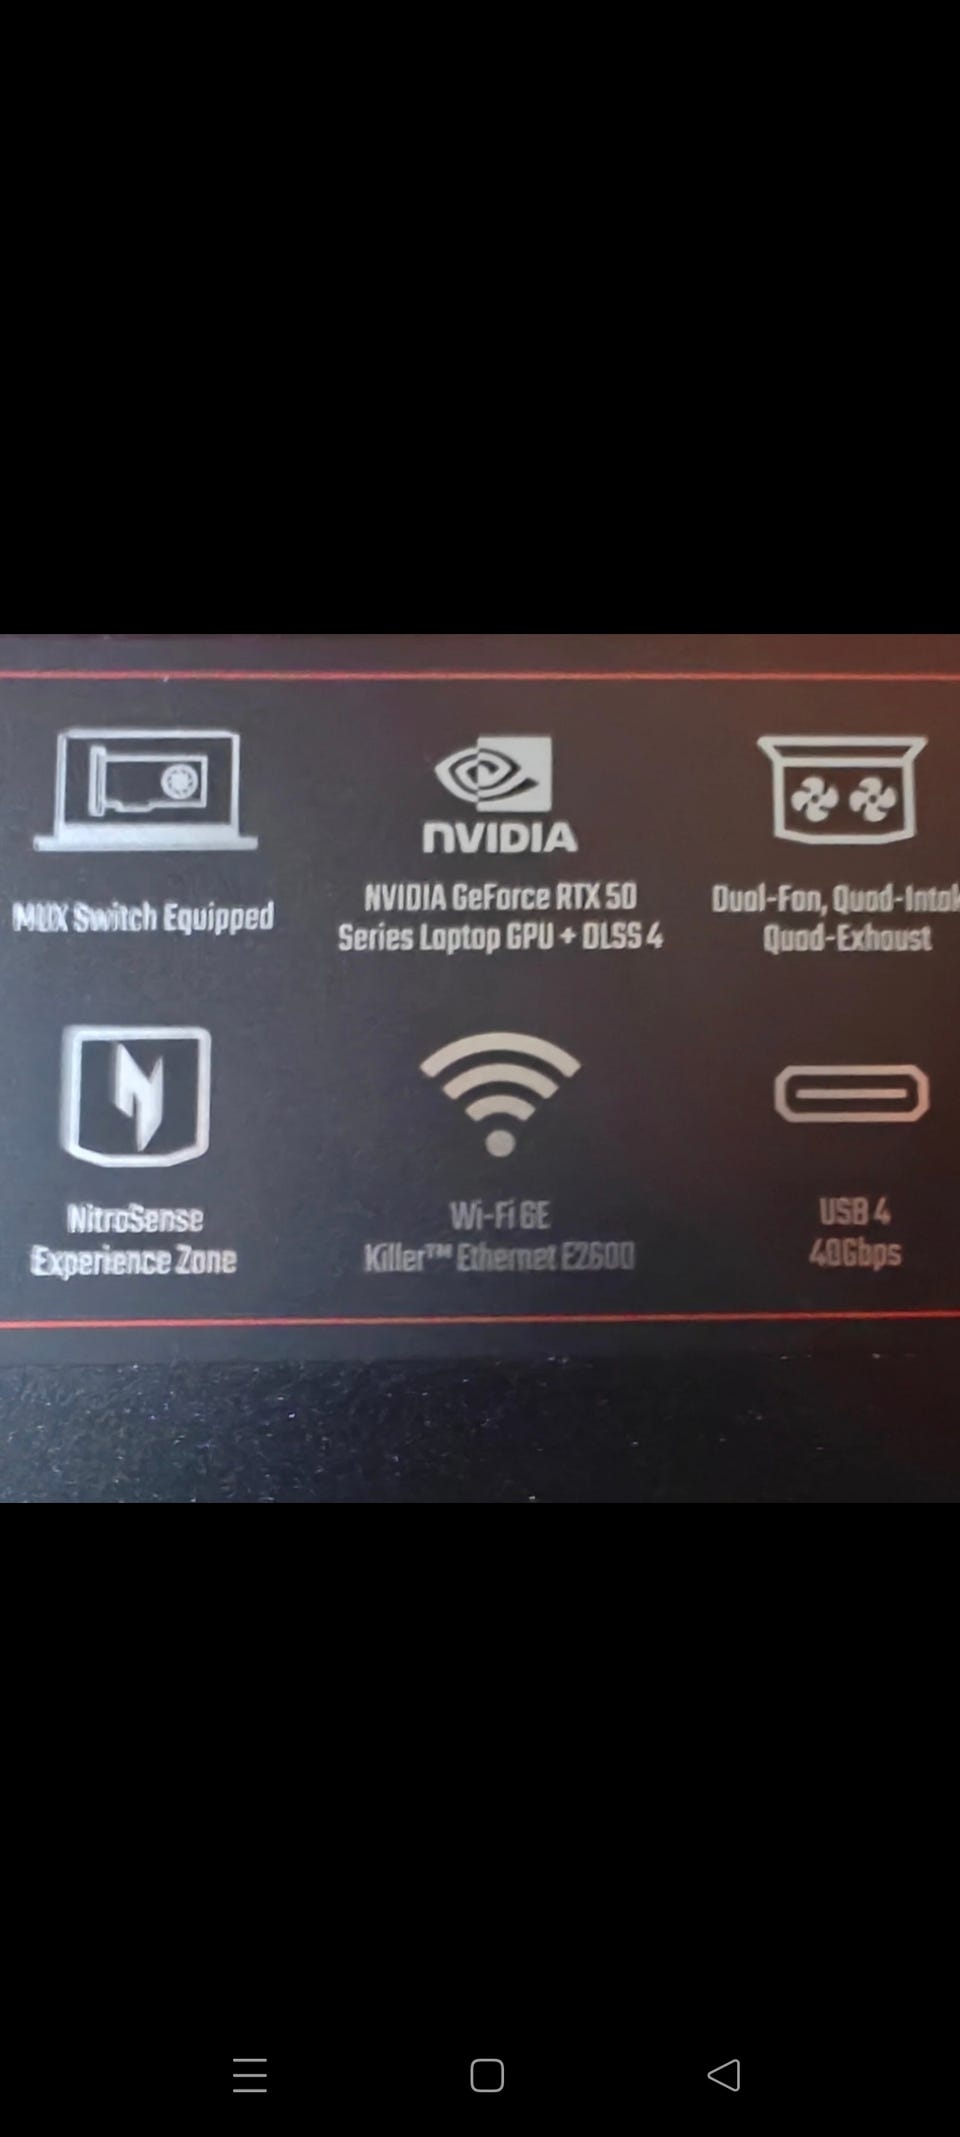 NVIDIA
MUX Switch Equipped
NVIDIA GeForce RTX 50
Series Laptop GPU + DLSS 4
Dual-Fan, Quad-Intak
Quad-Exhaust
NitroSense
Experience Zone
Wi-Fi 6E
Killer™ Ethernet E2600
USB 4
40Gbps